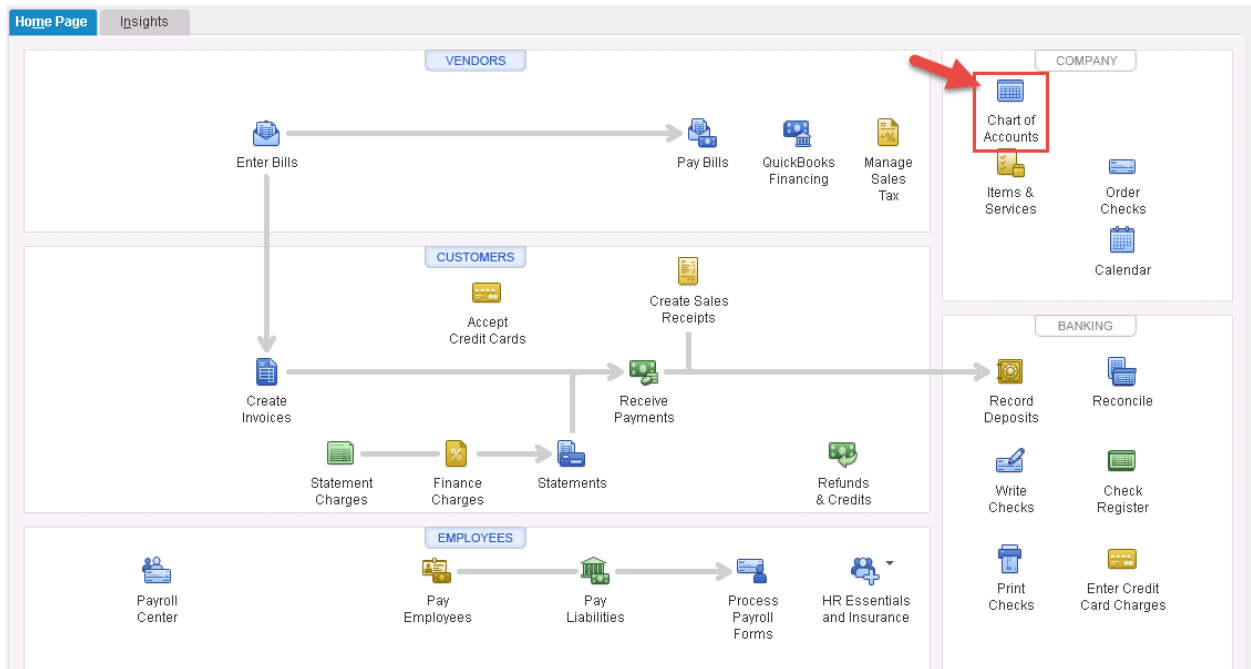 Home Page
Insights
VENDORS
Enter Bills
Pay Bills
QuickBooks
Financing
Manage
Sales
Tax
CUSTOMERS
Accept
Credit Cards
Create Sales
Receipts
Create
Invoices
Receive
Payments
Statement
Charges
Finance
Charges
Statements
Refunds
& Credits
EMPLOYEES
Payroll
Center
Pay
Employees
Pay
Liabilities
Process
Payroll
Forms
HR Essentials
and Insurance
COMPANY
Chart of
Accounts
Items &
Services
Order
Checks
Calendar
BANKING
Record
Deposits
Reconcile
Write
Checks
Check
Register
Print
Checks
Enter Credit
Card Charges